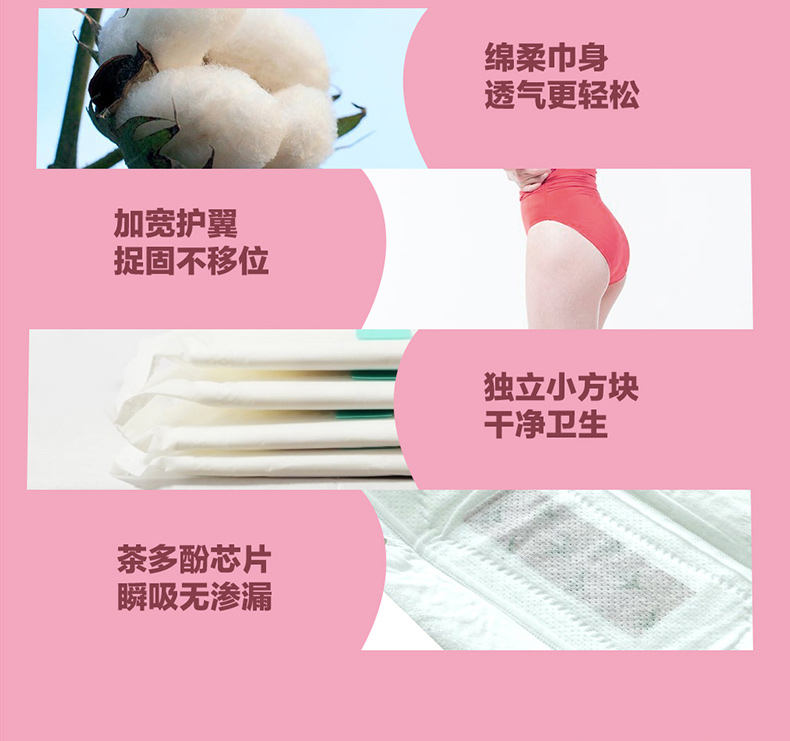 绵柔巾身
透气更轻松
加宽护翼
捉固不移位
独立小方块
干净卫生
茶多酚芯片
瞬吸无渗漏